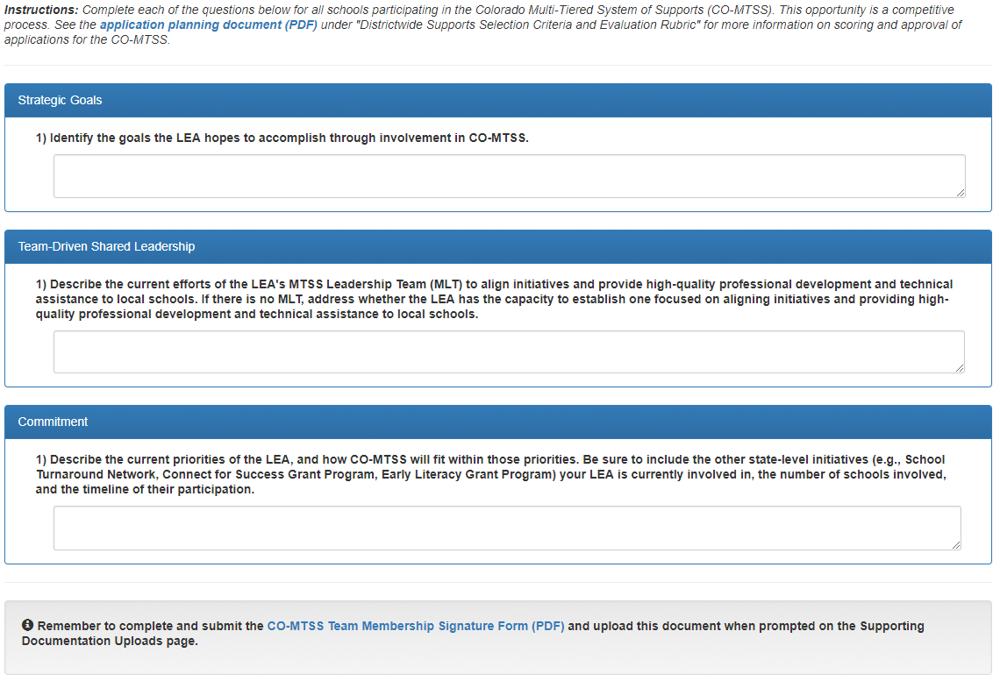 Instructions: Complete each of the questions below for all schools participating in the Colorado Multi-Tiered System of Supports (CO-MTSS). This opportunity is a competitive
process. See the application planning document (PDF) under "Districtwide Supports Selection Criteria and Evaluation Rubric" for more information on scoring and approval of
applications for the CO-MTSS.
Strategic Goals
1) Identify the goals the LEA hopes to accomplish through involvement in CO-MTSS.
Team-Driven Shared Leadership
1) Describe the current efforts of the LEA's MTSS Leadership Team (MLT) to align initiatives and provide high-quality professional development and technical
assistance to local schools. If there is no MLT, address whether the LEA has the capacity to establish one focused on aligning initiatives and providing high-
quality professional development and technical assistance to local schools.
Commitment
1) Describe the current priorities of the LEA, and how CO-MTSS will fit within those priorities. Be sure to include the other state-level initiatives (e.g., School
Turnaround Network, Connect for Success Grant Program, Early Literacy Grant Program) your LEA is currently involved in, the number of schools involved,
and the timeline of their participation.
Remember to complete and submit the CO-MTSS Team Membership Signature Form (PDF) and upload this document when prompted on the Supporting
Documentation Uploads page.